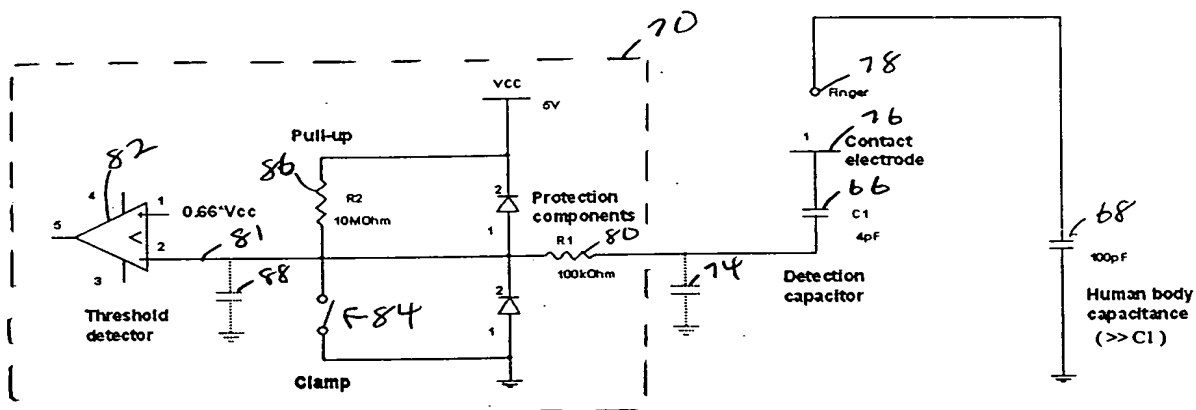 70
VCC
5V
78
Finger
76
1
Contact
electrode
Pull-up
82
86
R2
10MOhm
4
1
0.66*Vcc
5
<
2
81
3
2
1
Protection
components
R1
80
100kOhm
66
C1
4pF
68
100pF
88
Threshold
detector
84
Clamp
2
1
74
Detection
capacitor
Human body
capacitance
(>> C1)